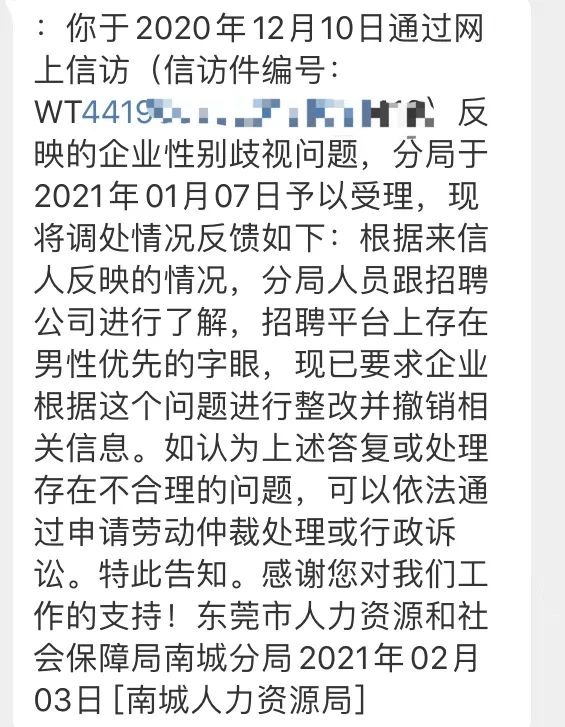 ：你于2020年12月10日通过网
上信访（信访件编号：
WT4419 反
映的企业性别歧视问题，分局于
2021年01月07日予以受理，现
将调处情况反馈如下：根据来信
人反映的情况，分局人员跟招聘
公司进行了解，招聘平台上存在
男性优先的字眼，现已要求企业
根据这个问题进行整改并撤销相
关信息。如认为上述答复或处理
存在不合理的问题，可以依法通
过申请劳动仲裁处理或行政诉
讼。特此告知。感谢您对我们工
作的支持！东莞市人力资源和社
会保障局南城分局2021年02月
03日[南城人力资源局]